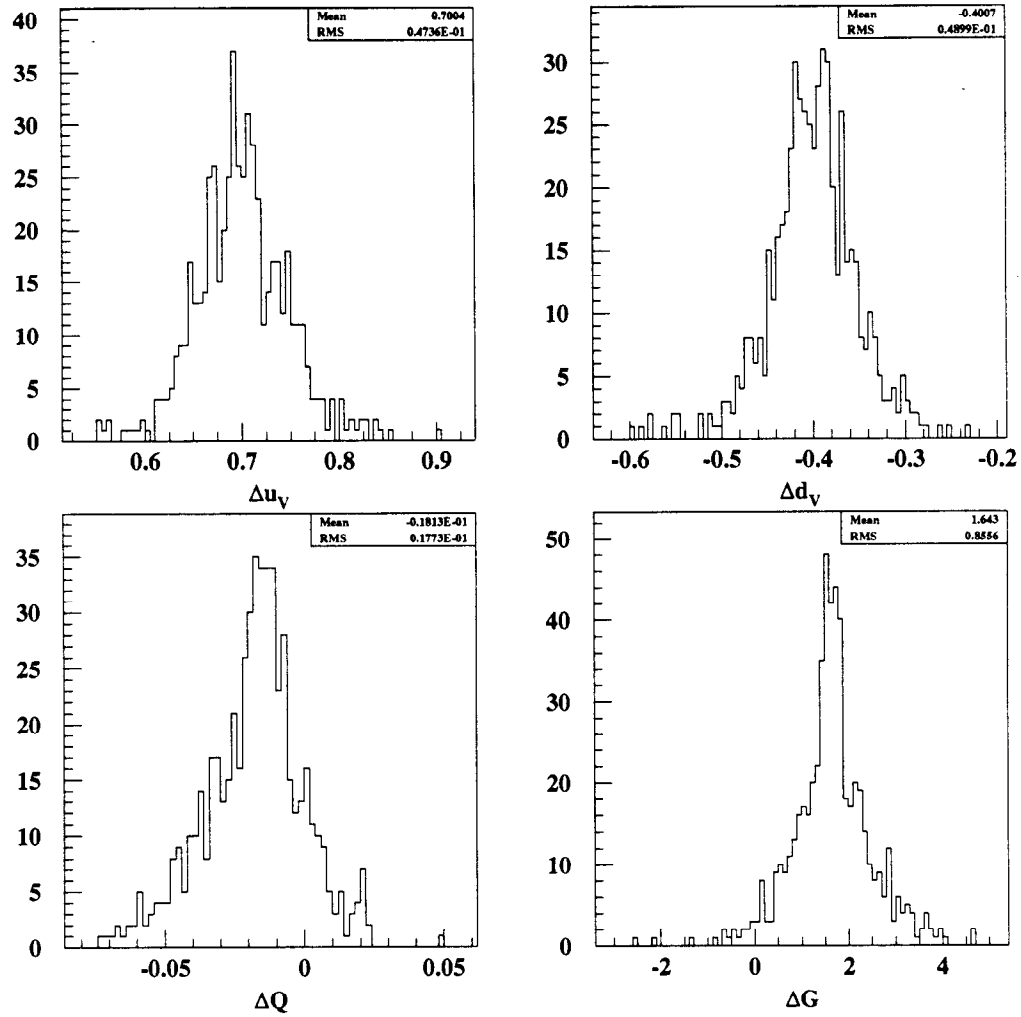 Mean 0.7004
RMS 0.4736E-01
40
35
30
25
20
15
10
5
0
0.6 0.7 0.8 0.9
Δu_V
Mean -0.4007
RMS 0.4899E-01
30
25
20
15
10
5
0
-0.6 -0.5 -0.4 -0.3 -0.2
Δd_V
Mean -0.1813E-01
RMS 0.1773E-01
35
30
25
20
15
10
5
0
-0.05 0 0.05
ΔQ
Mean 1.643
RMS 0.8556
50
40
30
20
10
0
-2 0 2 4
ΔG